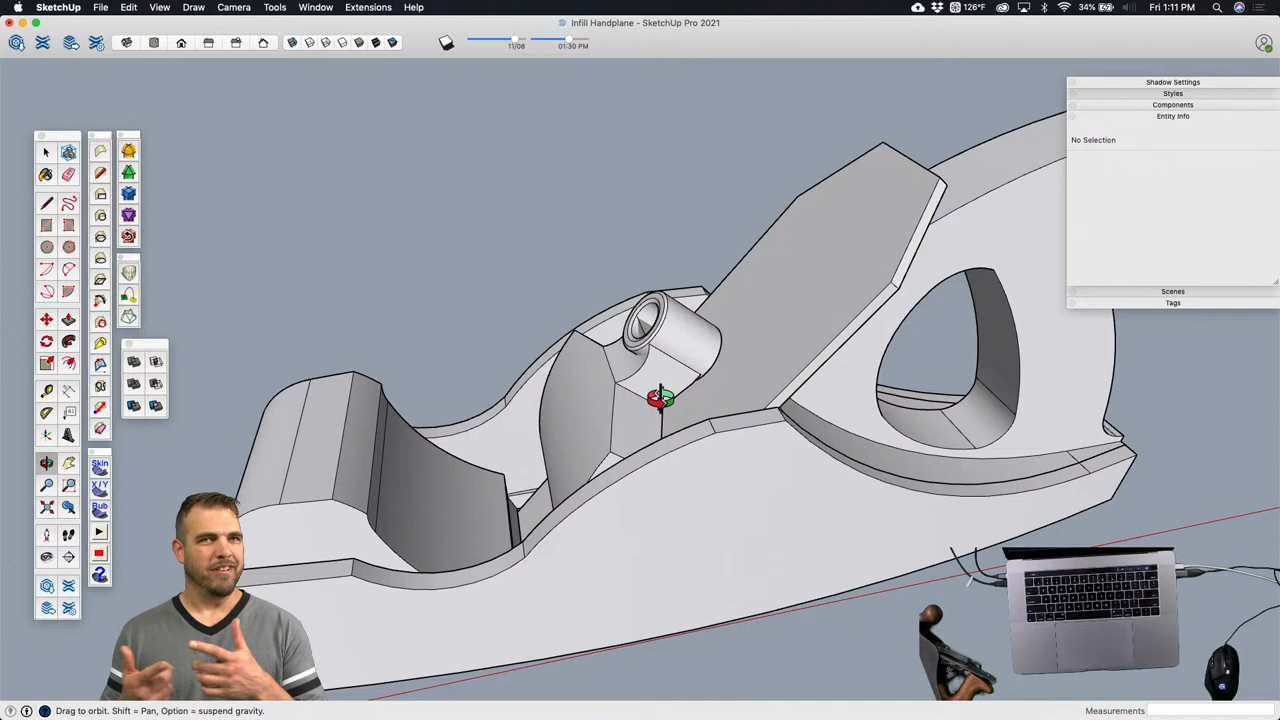 SketchUp File Edit View Draw Camera Tools Window Extensions Help
126°F 34% Fri 1:11 PM
Infill Handplane - SketchUp Pro 2021
11/08 01:30 PM
Shadow Settings
Styles
Components
Entity Info
No Selection
Scenes
Tags
A1
Skin
X/Y
Bub
Drag to orbit. Shift = Pan, Option = suspend gravity.
Measurements